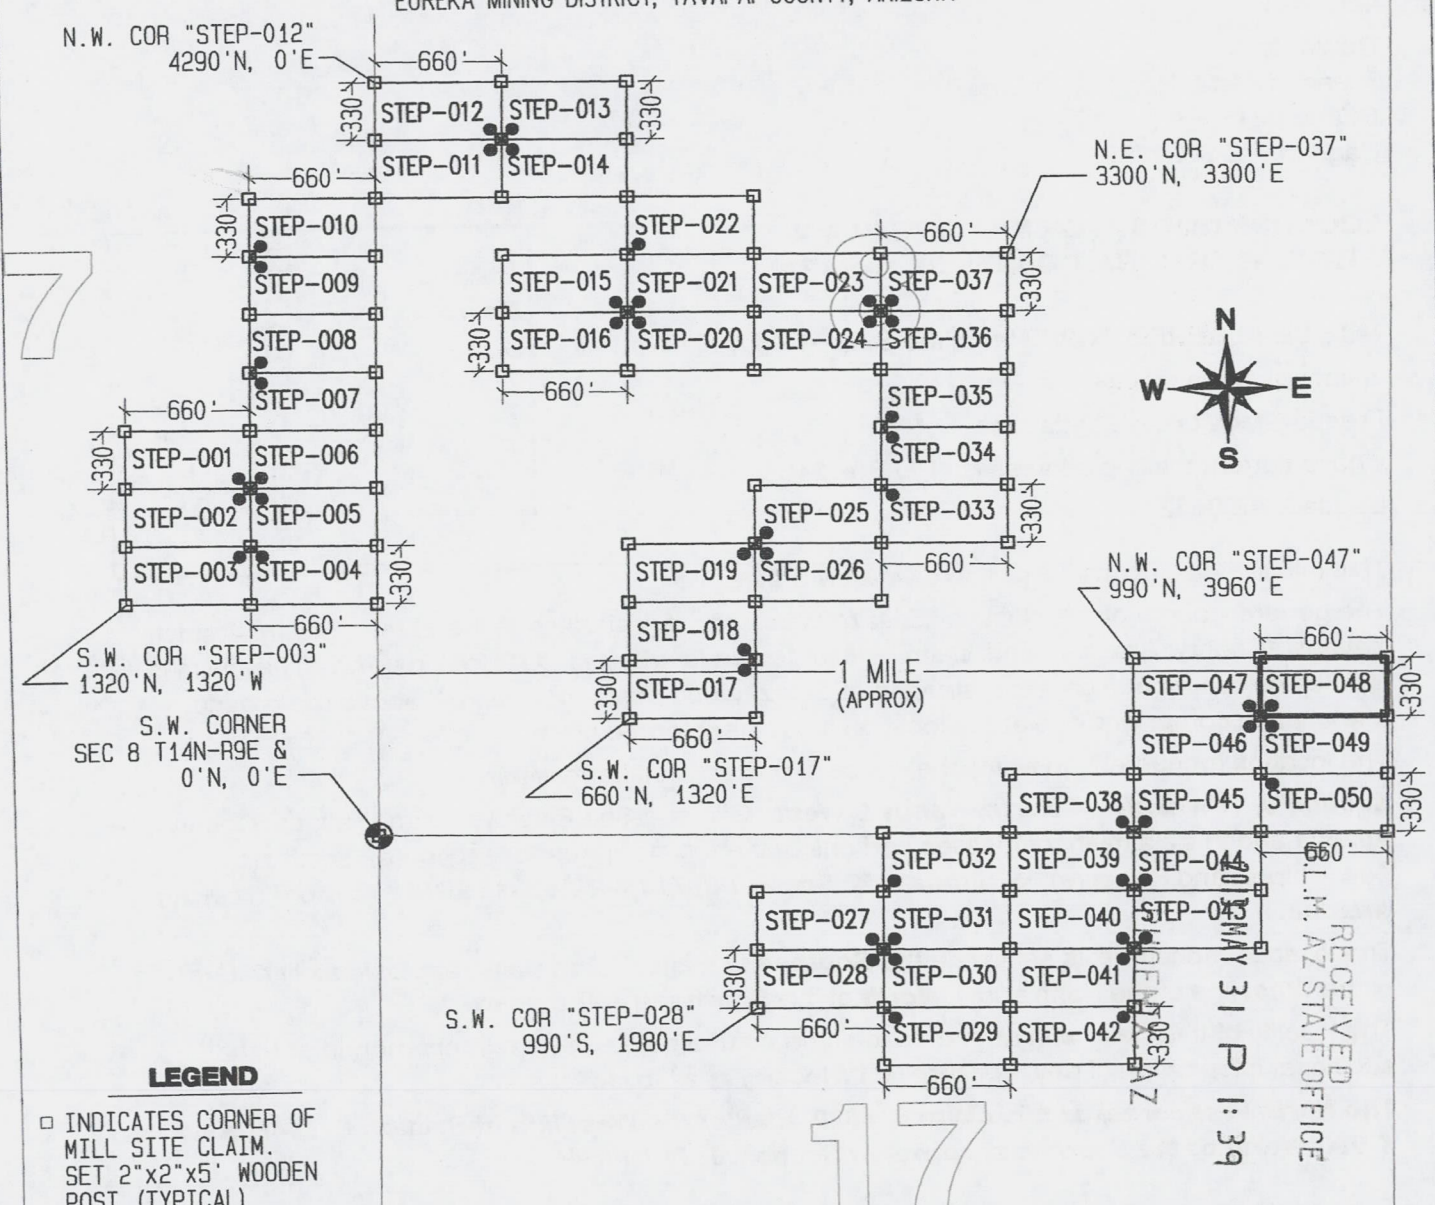 EUREKA MINING DISTRICT, YAVAPAI COUNTY, ARIZONA
N.W. COR "STEP-012"
4290'N, 0'E
660'
330
STEP-012 STEP-013
330
STEP-011 STEP-014
N.E. COR "STEP-037"
3300'N, 3300'E
660'
330
STEP-010
STEP-022
660'
7
STEP-009
STEP-015 STEP-021 STEP-023 STEP-037
330
8
330
STEP-016 STEP-020 STEP-024 STEP-036
STEP-008
660'
STEP-007
STEP-035
N
W E
S
660'
330
STEP-001 STEP-006
STEP-034
STEP-002 STEP-005
STEP-025 STEP-033
330
STEP-003 STEP-004
330
STEP-019 STEP-026
660'
660'
STEP-018
N.W. COR "STEP-047"
990'N, 3960'E
660'
S.W. COR "STEP-003"
1320'N, 1320'W
1 MILE
(APPROX)
330
STEP-017
STEP-047 STEP-048
330
660'
S.W. CORNER
SEC 8 T14N-R9E &
0'N, 0'E
STEP-046 STEP-049
S.W. COR "STEP-017"
660'N, 1320'E
STEP-038 STEP-045 STEP-050
330
STEP-032 STEP-039 STEP-044
660'
STEP-027 STEP-031 STEP-040 STEP-043
330
STEP-028 STEP-030 STEP-041
S.W. COR "STEP-028"
990'S, 1980'E
660'
STEP-029 STEP-042
330
660'
17
RECEIVED
B.L.M. AZ STATE OFFICE
2013 MAY 31 P 1:39
PHOENIX, AZ
LEGEND
INDICATES CORNER OF
MILL SITE CLAIM.
SET 2"x2"x5' WOODEN
POST (TYPICAL)